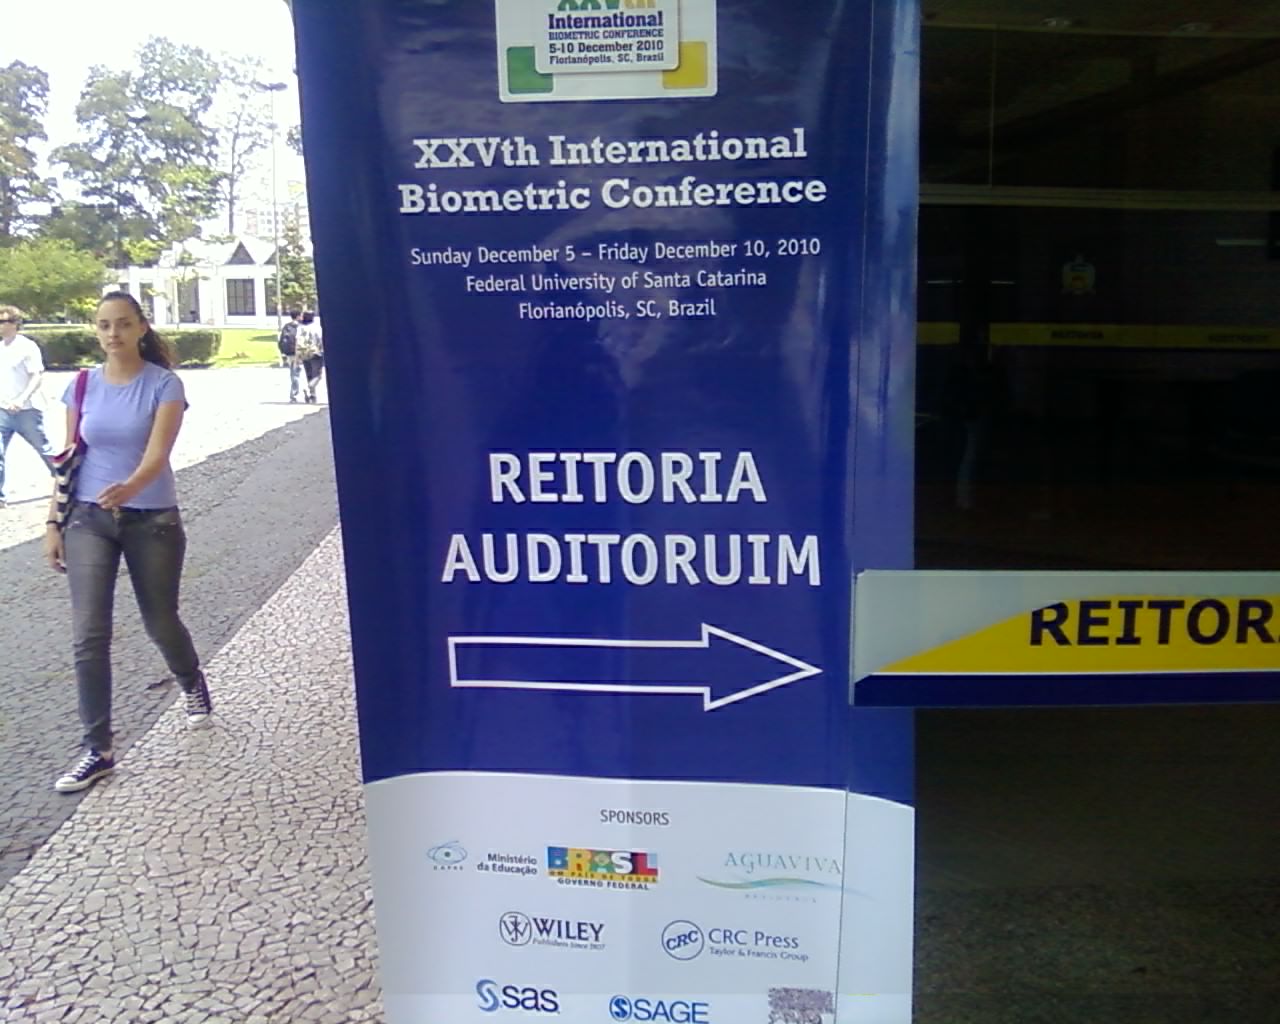 XXVth
International
BIOMETRIC CONFERENCE
5-10 December 2010
Florianópolis, SC, Brazil
XXVth International
Biometric Conference
Sunday December 5 – Friday December 10, 2010
Federal University of Santa Catarina
Florianópolis, SC, Brazil
REITORIA
AUDITORUIM
REITOR
SPONSORS
CAPES
Ministério
da Educação
BRASIL
UM PAÍS DE TODOS
GOVERNO FEDERAL
AGUAVIVA
WILEY
Publishers Since 1807
CRC
CRC Press
Taylor & Francis Group
sas
SAGE